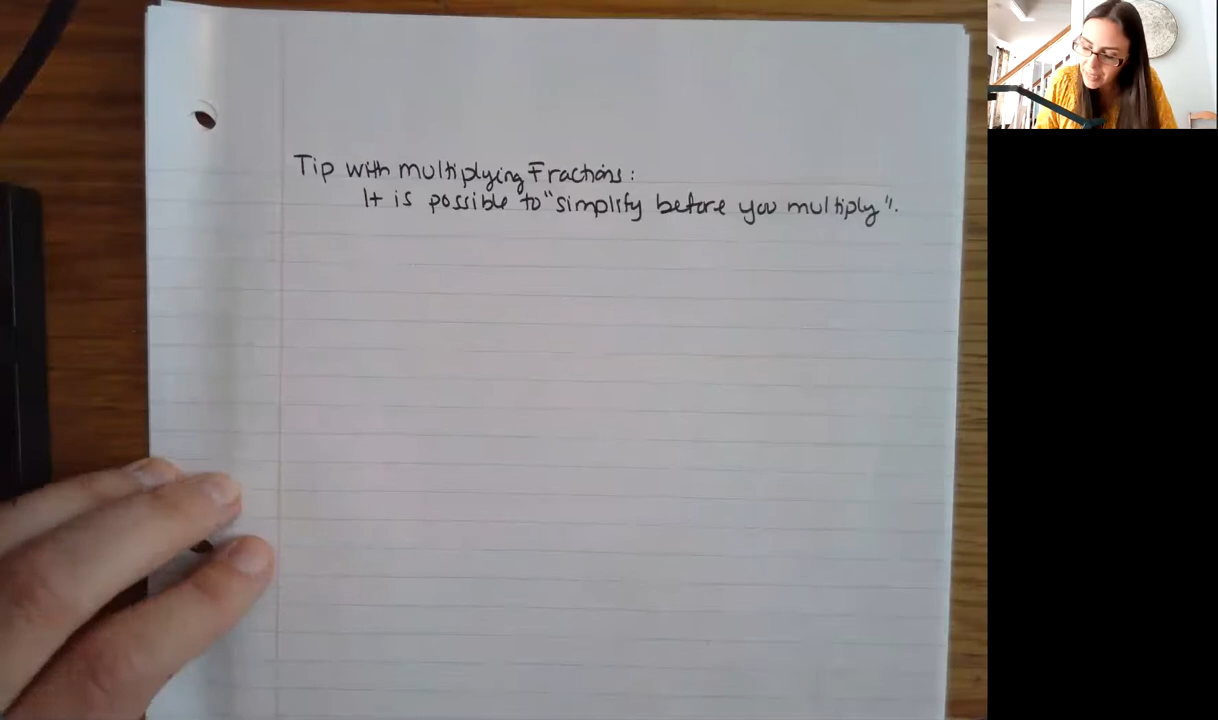 Tip with multiplying Fractions:
It is possible to "simplify before you multiply".